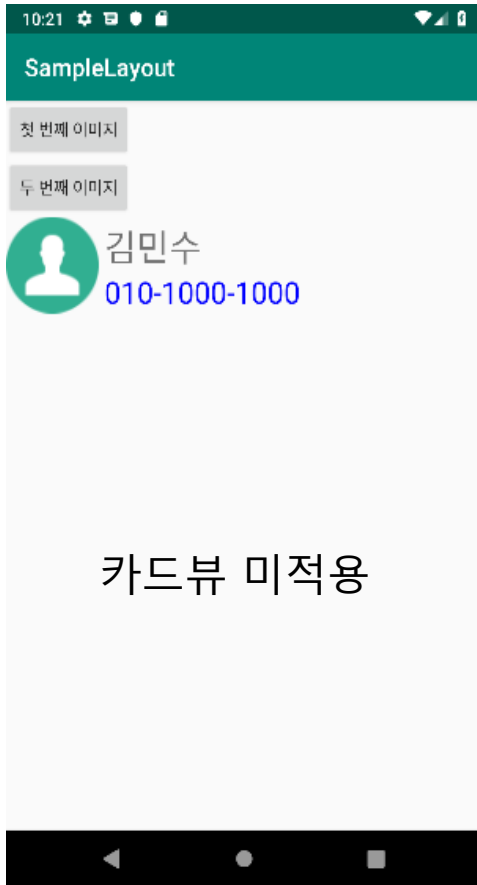 10:21
SampleLayout
첫 번째 이미지
두 번째 이미지
김민수
010-1000-1000
카드뷰 미적용